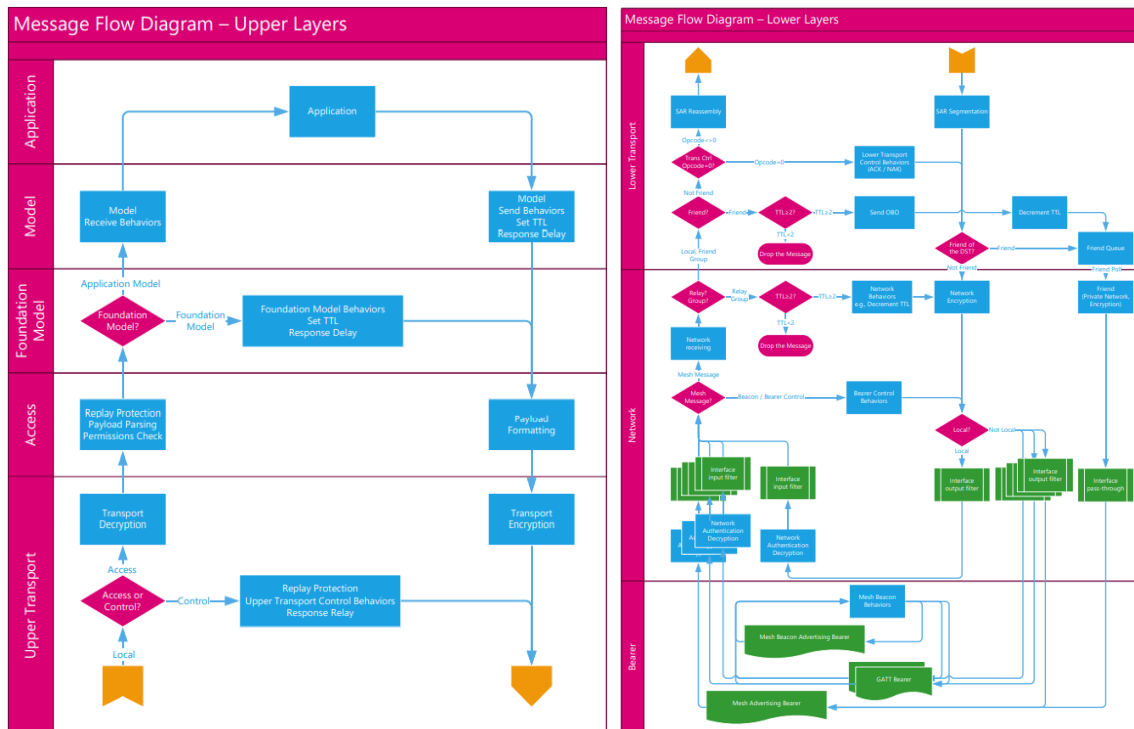 Message Flow Diagram – Upper Layers
Application
Application
Model
Model
Receive Behaviors
Model
Send Behaviors
Set TTL
Response Delay
Foundation
Model
Application Model
Foundation
Model?
Foundation
Model
Foundation Model Behaviors
Set TTL
Response Delay
Access
Replay Protection
Payload Parsing
Permissions Check
Payload
Formatting
Upper Transport
Transport
Decryption
Transport
Encryption
Access
Access or
Control?
Control
Replay Protection
Upper Transport Control Behaviors
Response Relay
Local
Message Flow Diagram – Lower Layers
Lower Transport
SAR Reassembly
SAR Segmentation
Opcode<>0
Trans Ctrl
Opcode=0?
Opcode=0
Lower Transport
Control Behaviors
(ACK / NAK)
Not Friend
Friend?
Friend
TTL≥2?
TTL≥2
Send OBO
Decrement TTL
TTL<2
Drop the Message
Friend of
the DST?
Friend
Friend Queue
Local; Friend
Group
Not Friend
Friend Poll
Network
Relay?
Group?
Relay
Group
TTL≥2?
TTL≥2
Network
Behaviors
e.g., Decrement TTL
Network
Encryption
Friend
(Private Network,
Encryption)
TTL<2
Drop the Message
Network
receiving
Mesh Message
Mesh
Message?
Beacon / Bearer Control
Bearer Control
Behaviors
Local?
Not Local
Local
Interface
input filter
Interface
input filter
Interface
output filter
Interface
output filter
Interface
pass-through
Network
Authentication
Decryption
Network
Authentication
Decryption
Bearer
Mesh Beacon
Behaviors
Mesh Beacon Advertising Bearer
GATT Bearer
Mesh Advertising Bearer